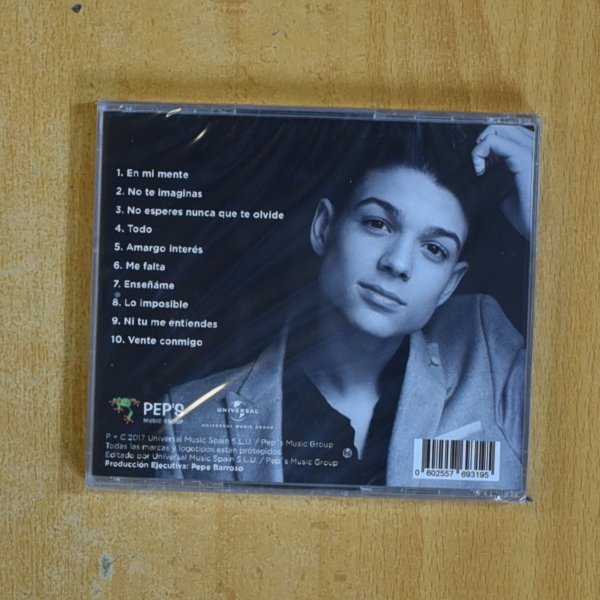 1. En mi mente
2. No te imaginas
3. No esperes nunca que te olvide
4. Todo
5. Amargo interés
6. Me falta
7. Enseñáme
8. Lo imposible
9. Ni tu me entiendes
10. Vente conmigo
PEP'S
MUSIC GROUP
UNIVERSAL
UNIVERSAL MUSIC GROUP
P + C 2017 Universal Music Spain S.L.U. / Pep's Music Group
Todas las marcas y logotipos estan protegidos
Editado por Universal Music Spain S.L.U. / Pep's Music Group
Producción Ejecutiva: Pepe Barroso
0 602557 693195